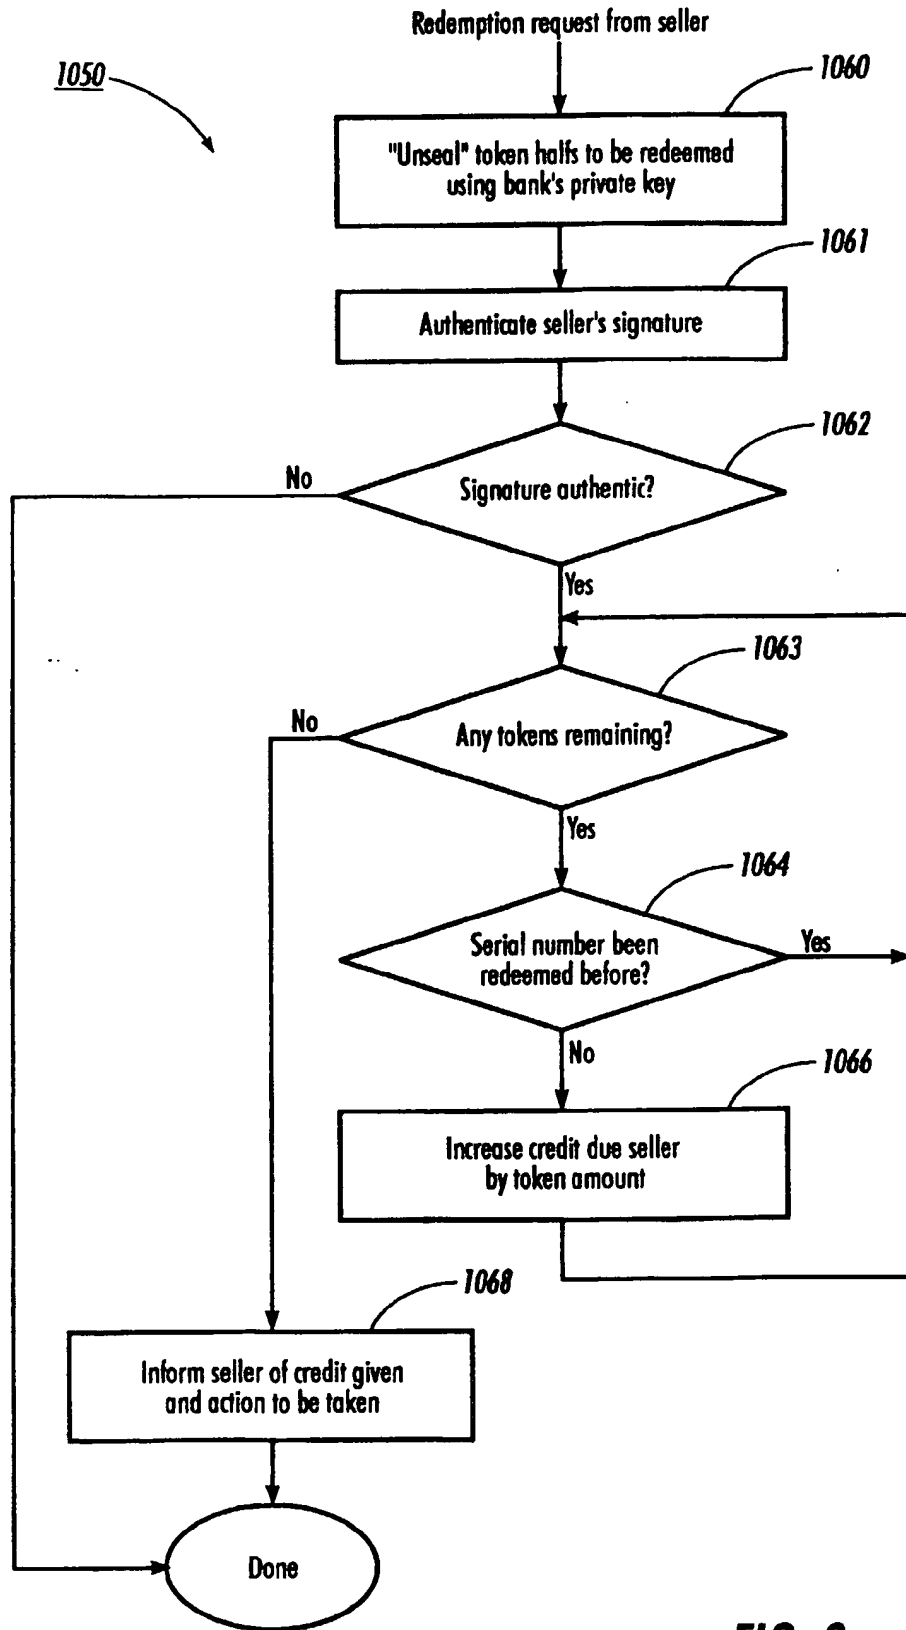 Redemption request from seller
1050
1060
"Unseal" token halfs to be redeemed
using bank's private key
1061
Authenticate seller's signature
1062
No
Signature authentic?
Yes
1063
No
Any tokens remaining?
Yes
1064
Serial number been
redeemed before?
Yes
No
1066
Increase credit due seller
by token amount
1068
Inform seller of credit given
and action to be taken
Done